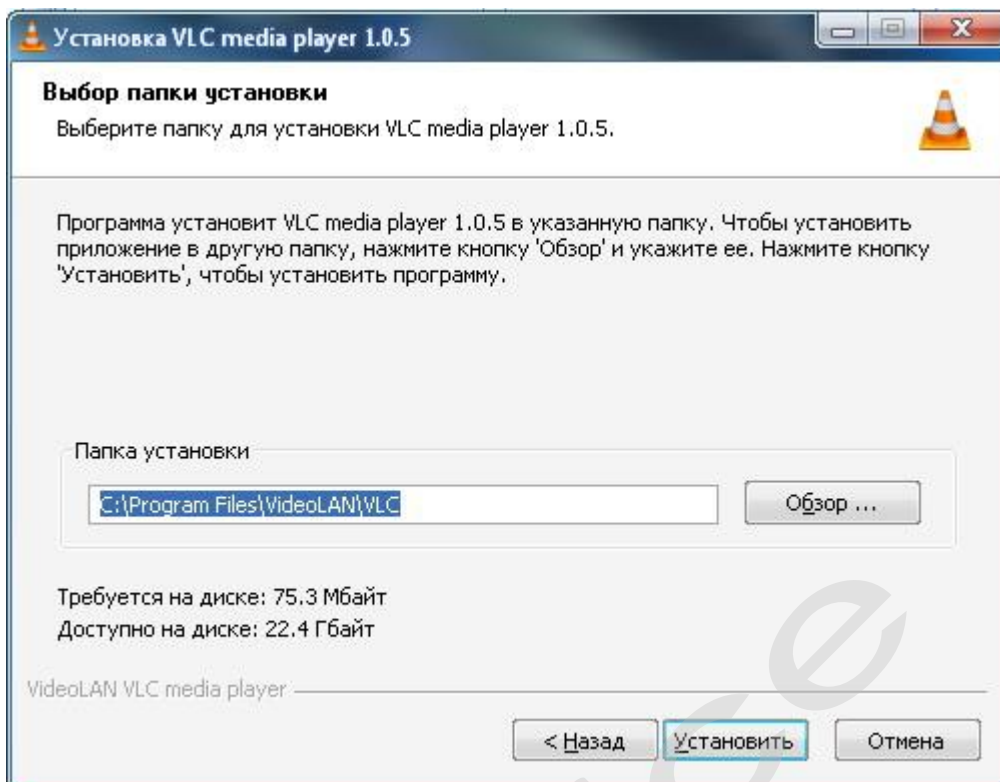 Установка VLC media player 1.0.5
Выбор папки установки
Выберите папку для установки VLC media player 1.0.5.
Программа установит VLC media player 1.0.5 в указанную папку. Чтобы установить
приложение в другую папку, нажмите кнопку 'Обзор' и укажите ее. Нажмите кнопку
'Установить', чтобы установить программу.
Папка установки
C:\Program Files\VideoLAN\VLC
Обзор ...
Требуется на диске: 75.3 Мбайт
Доступно на диске: 22.4 Гбайт
VideoLAN VLC media player
< Назад Установить Отмена